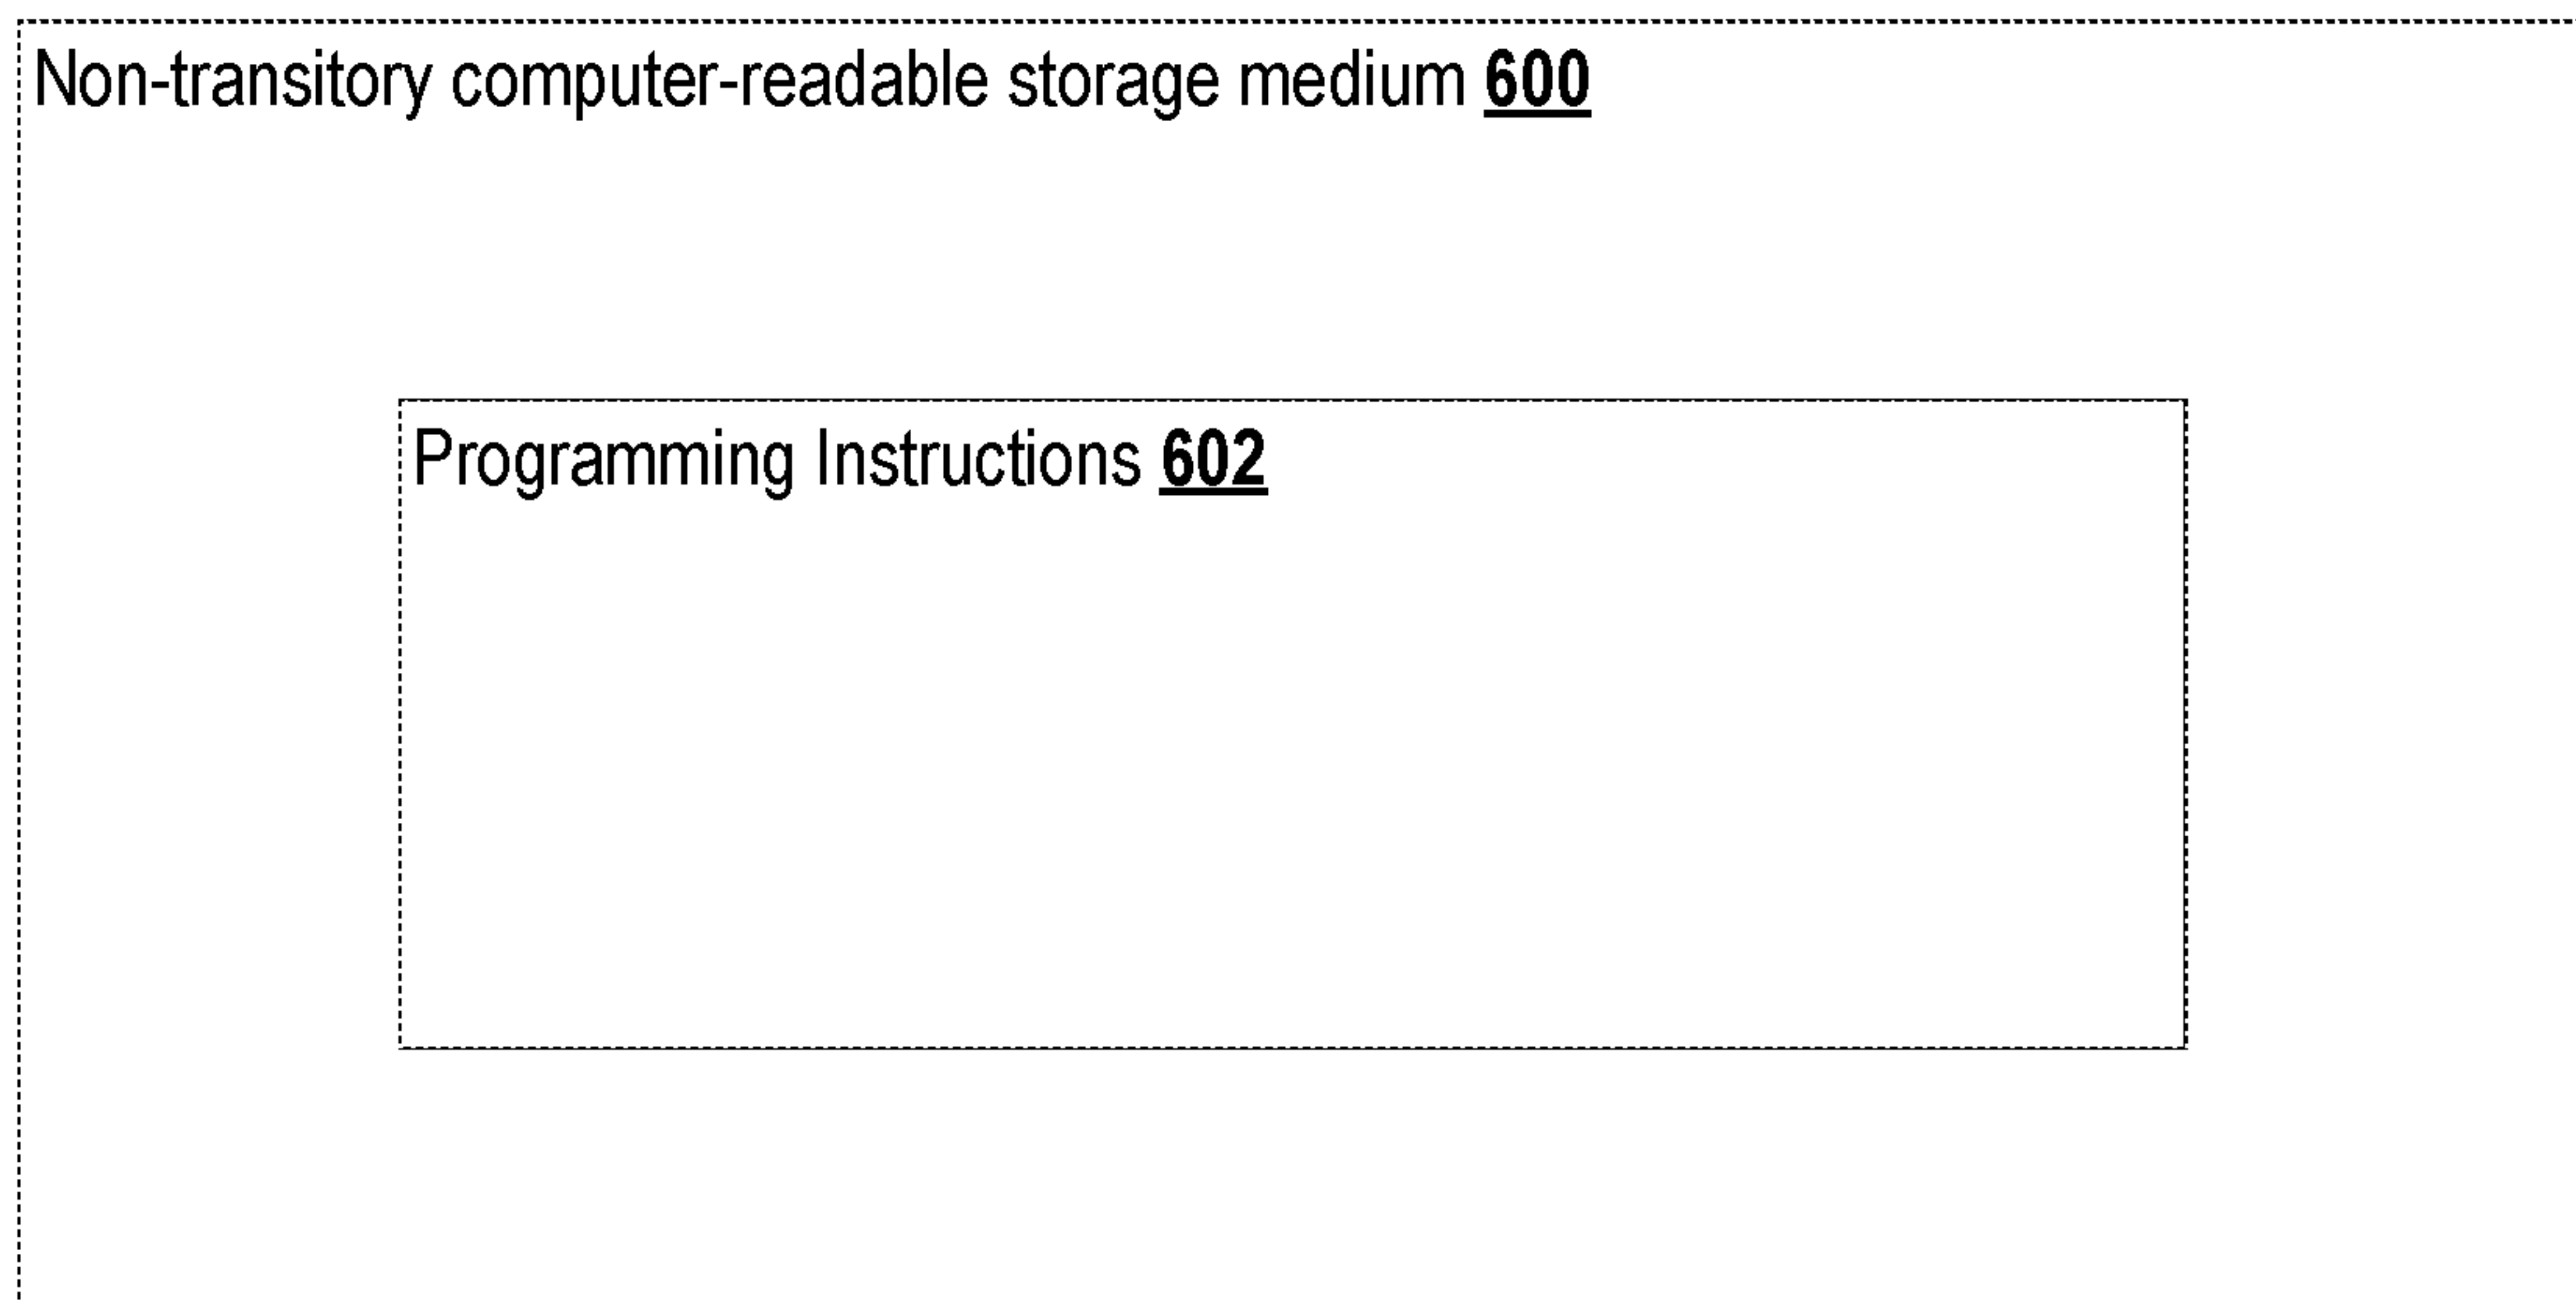 Non-transitory computer-readable storage medium 600
Programming Instructions 602